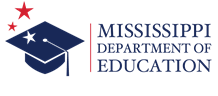 MISSISSIPPI
DEPARTMENT OF
EDUCATION